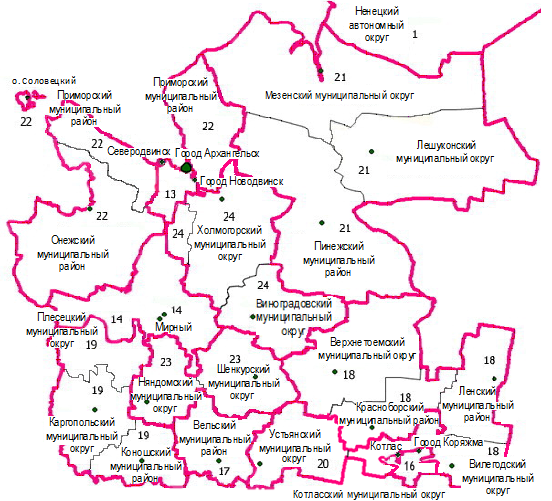 Ненецкий
автономный
округ
1
21
Мезенский муниципальный округ
о. Соловецкий
22
Приморский
муниципальный
район
22
Приморский
муниципальный
район
22
Северодвинск
Город Архангельск
Город Новодвинск
13
Лешуконский
муниципальный округ
21
22
Онежский
муниципальный
район
24
24
Холмогорский
муниципальный
округ
21
Пинежский
муниципальный
район
24
Виноградовский
муниципальный
округ
Плесецкий
муниципальный
округ
19
14
14
Мирный
23
Няндомский
муниципальный
округ
23
Шенкурский
муниципальный
округ
Верхнетоемский
муниципальный округ
18
18
Ленский
муниципальный
район
19
Каргопольский
муниципальный
округ
19
Коношский
муниципальный
район
Вельский
муниципальный
район
17
Устьянский
муниципальный
округ
20
18
Красноборский
муниципальный район
Котлас
Город Коряжма
16
18
Вилегодский
муниципальный
округ
Котласский муниципальный округ